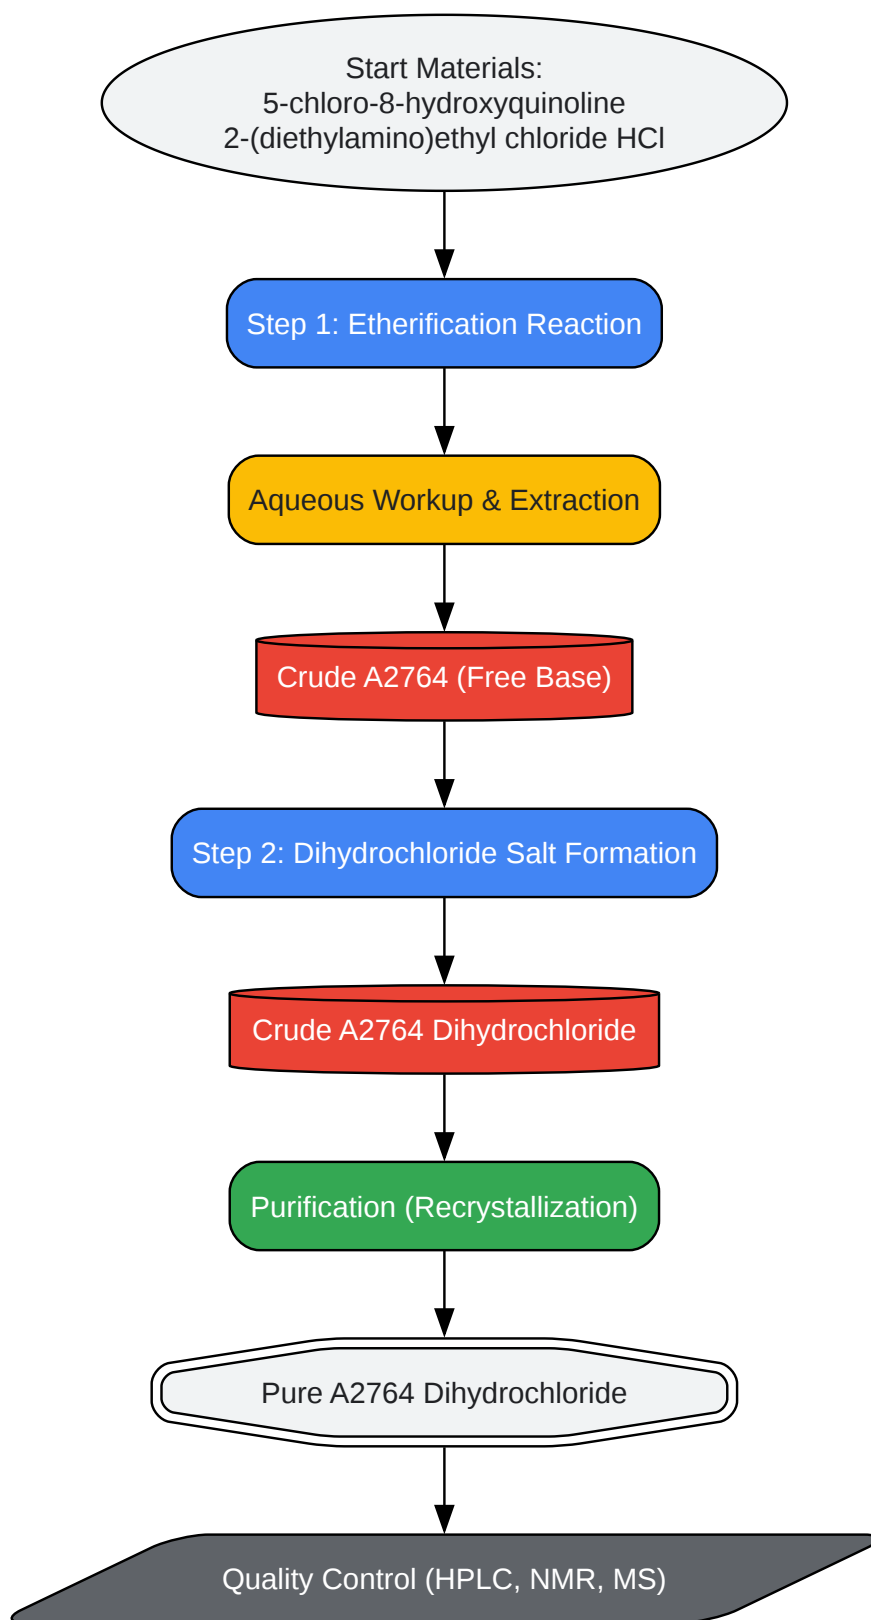 Start Materials:
5-chloro-8-hydroxyquinoline
2-(diethylamino)ethyl chloride HCl
Step 1: Etherification Reaction
Aqueous Workup & Extraction
Crude A2764 (Free Base)
Step 2: Dihydrochloride Salt Formation
Crude A2764 Dihydrochloride
Purification (Recrystallization)
Pure A2764 Dihydrochloride
Quality Control (HPLC, NMR, MS)